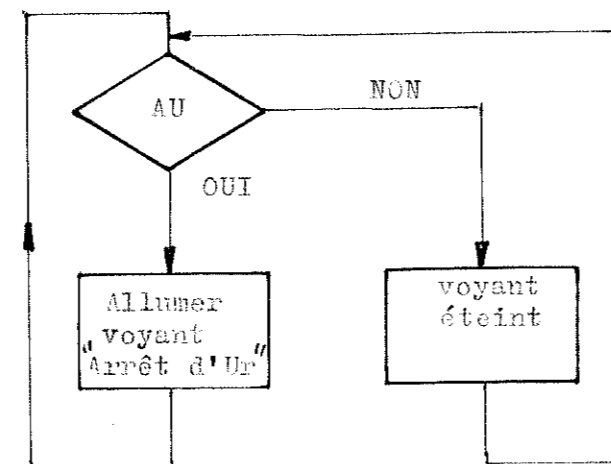 AU
NON
OUI
Allumer
voyant
"Arrêt d'Ur"
voyant
éteint